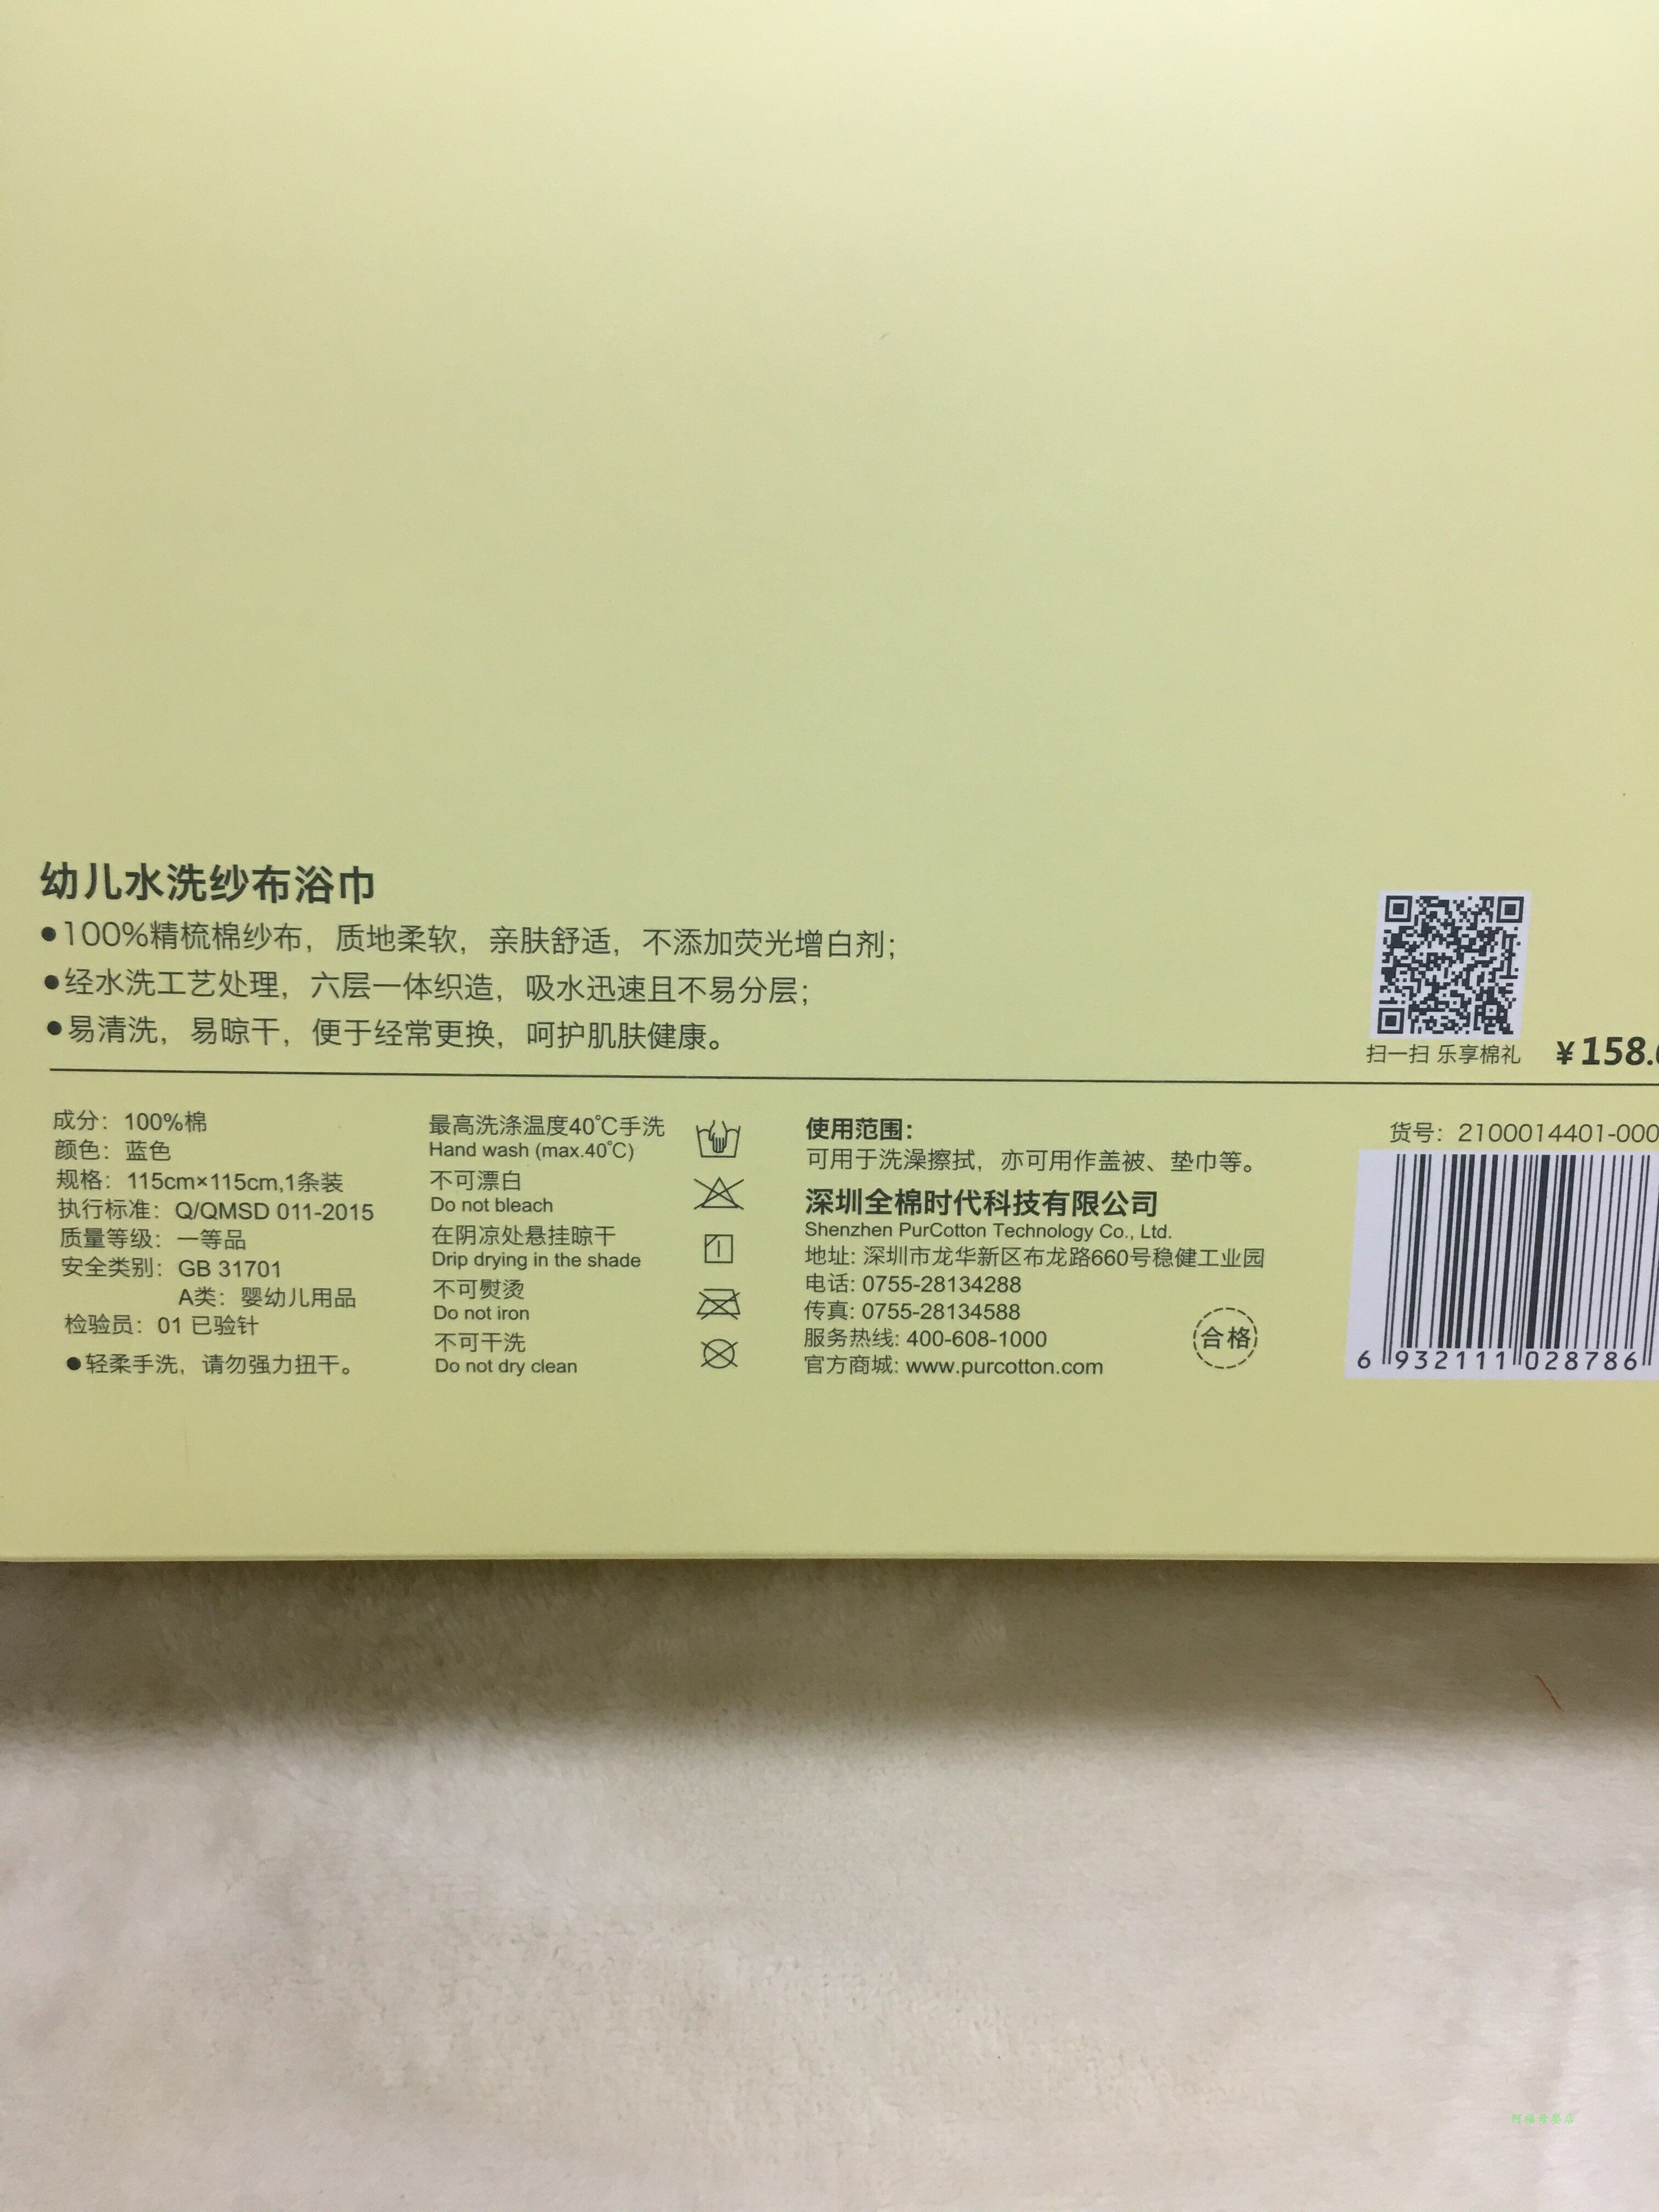 幼儿水洗纱布浴巾
●100%精梳棉纱布，质地柔软，亲肤舒适，不添加荧光增白剂；
●经水洗工艺处理，六层一体织造，吸水迅速且不易分层；
●易清洗，易晾干，便于经常更换，呵护肌肤健康。
扫一扫 乐享棉礼
¥158.
成分：100%棉
颜色：蓝色
规格：115cm×115cm,1条装
执行标准：Q/QMSD 011-2015
质量等级：一等品
安全类别：GB 31701
A类：婴幼儿用品
检验员：01 已验针
●轻柔手洗，请勿强力扭干。
最高洗涤温度40℃手洗
Hand wash (max.40℃)
不可漂白
Do not bleach
在阴凉处悬挂晾干
Drip drying in the shade
不可熨烫
Do not iron
不可干洗
Do not dry clean
使用范围：
可用于洗澡擦拭，亦可用作盖被、垫巾等。
深圳全棉时代科技有限公司
Shenzhen PurCotton Technology Co., Ltd.
地址: 深圳市龙华新区布龙路660号稳健工业园
电话: 0755-28134288
传真: 0755-28134588
服务热线: 400-608-1000
官方商城: www.purcotton.com
合格
货号：2100014401-000
6 932111 028786
阿福母婴店